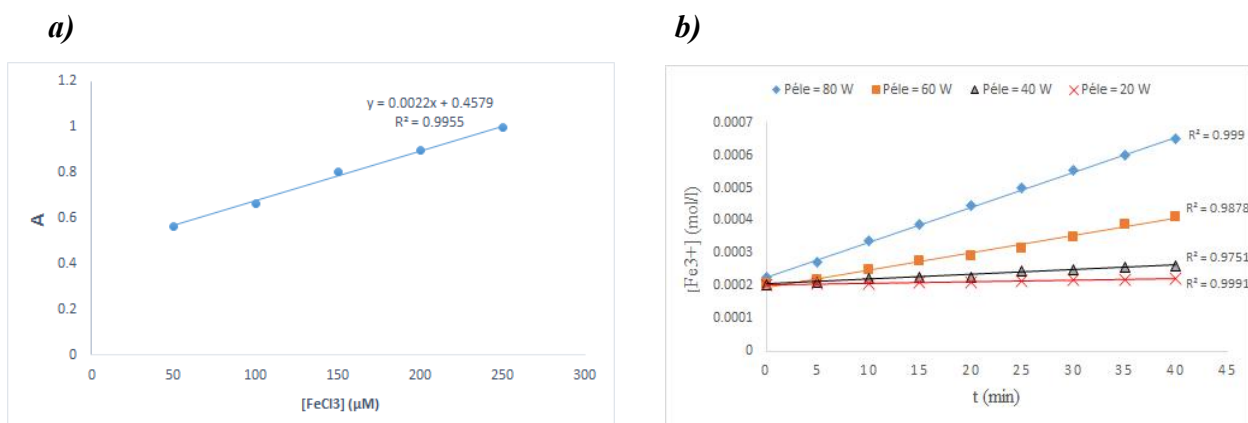 a)
b)
1.2
1
0.8
0.6
0.4
0.2
0
A
y = 0.0022x + 0.4579
R² = 0.9955
0 50 100 150 200 250 300
[FeCl3] (µM)
Péle = 80 W Péle = 60 W Péle = 40 W Péle = 20 W
0.0007
0.0006
0.0005
0.0004
0.0003
0.0002
0.0001
0
[Fe3+] (mol/l)
R² = 0.999
R² = 0.9878
R² = 0.9751
R² = 0.9991
0 5 10 15 20 25 30 35 40 45
t (min)